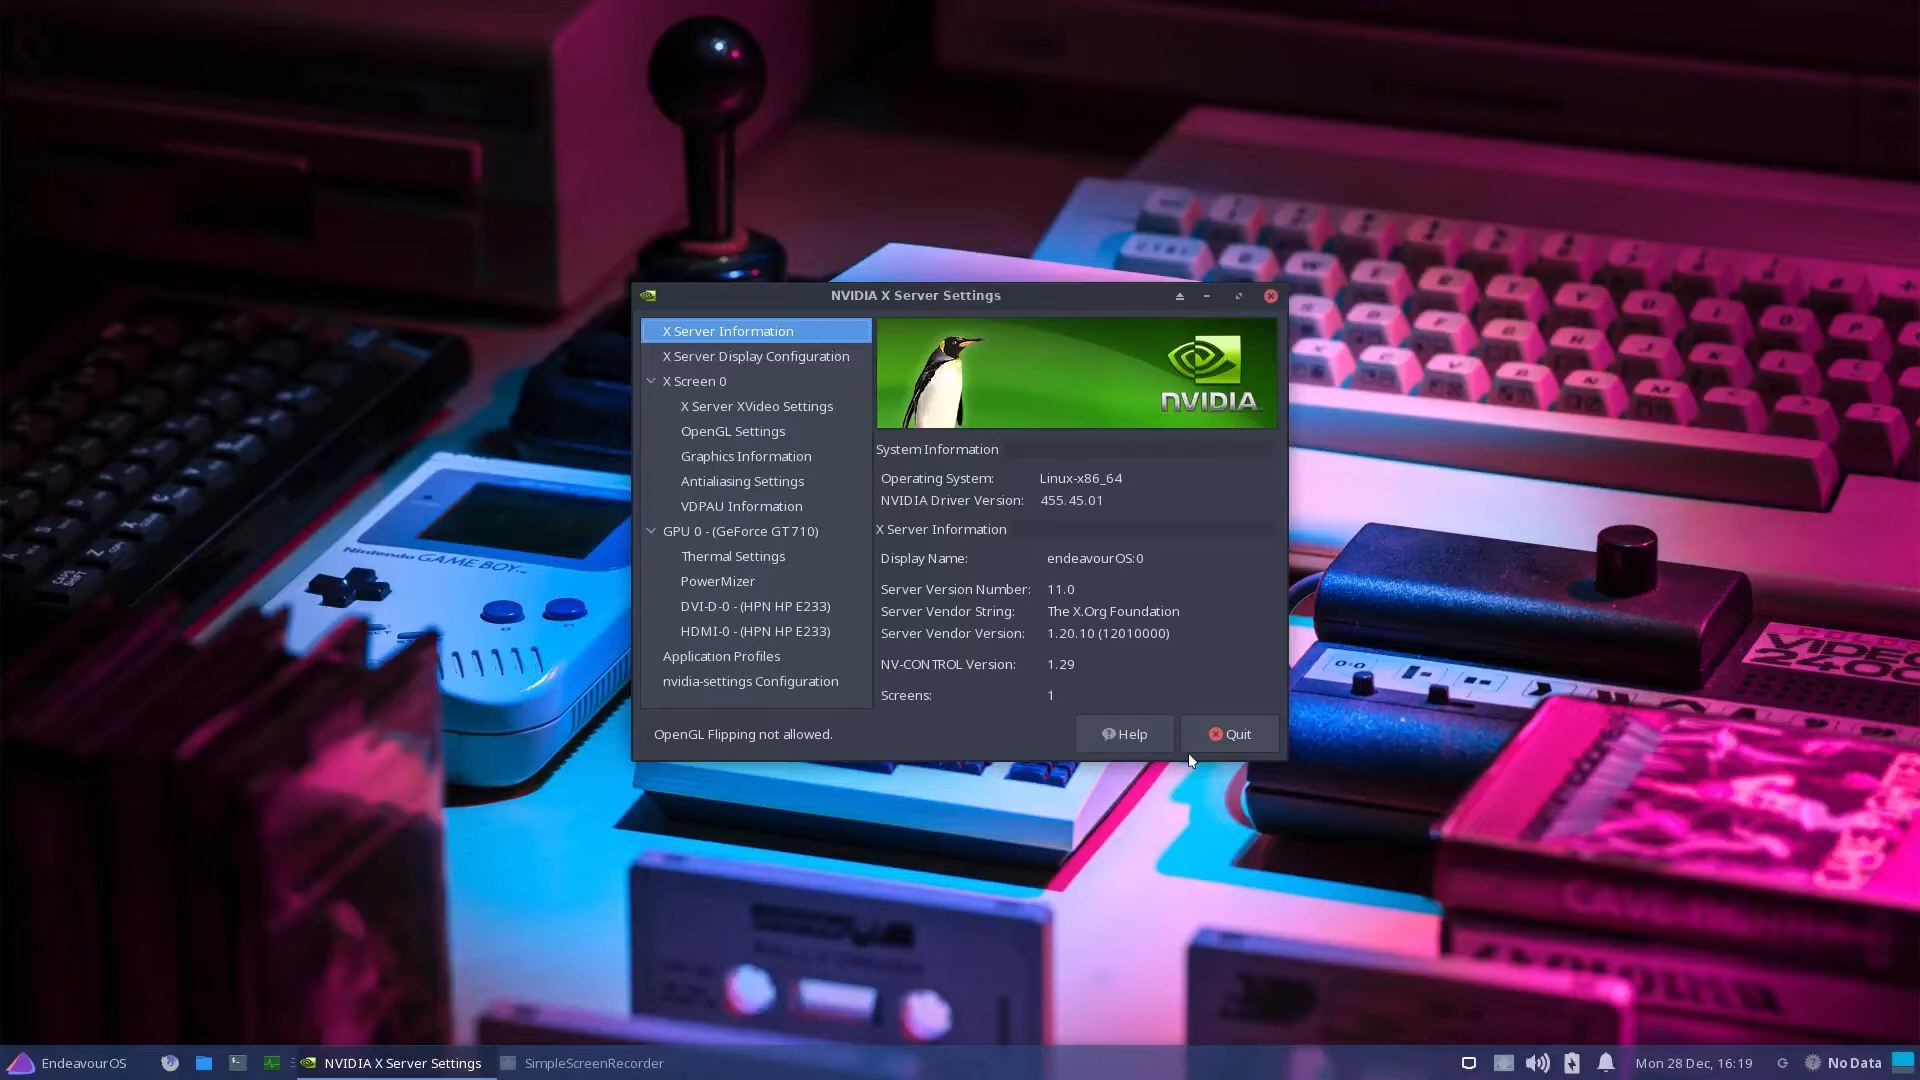 NVIDIA X Server Settings
X Server Information
X Server Display Configuration
X Screen 0
X Server XVideo Settings
OpenGL Settings
Graphics Information
Antialiasing Settings
VDPAU Information
GPU 0 - (GeForce GT 710)
Thermal Settings
PowerMizer
DVI-D-0 - (HPN HP E233)
HDMI-0 - (HPN HP E233)
Application Profiles
nvidia-settings Configuration
NVIDIA
System Information
Operating System: Linux-x86_64
NVIDIA Driver Version: 455.45.01
X Server Information
Display Name: endeavourOS:0
Server Version Number: 11.0
Server Vendor String: The X.Org Foundation
Server Vendor Version: 1.20.10 (12010000)
NV-CONTROL Version: 1.29
Screens: 1
OpenGL Flipping not allowed.
Help
Quit
Nintendo GAME BOY
VIDEO
EndeavourOS
NVIDIA X Server Settings
SimpleScreenRecorder
Mon 28 Dec, 16:19
No Data